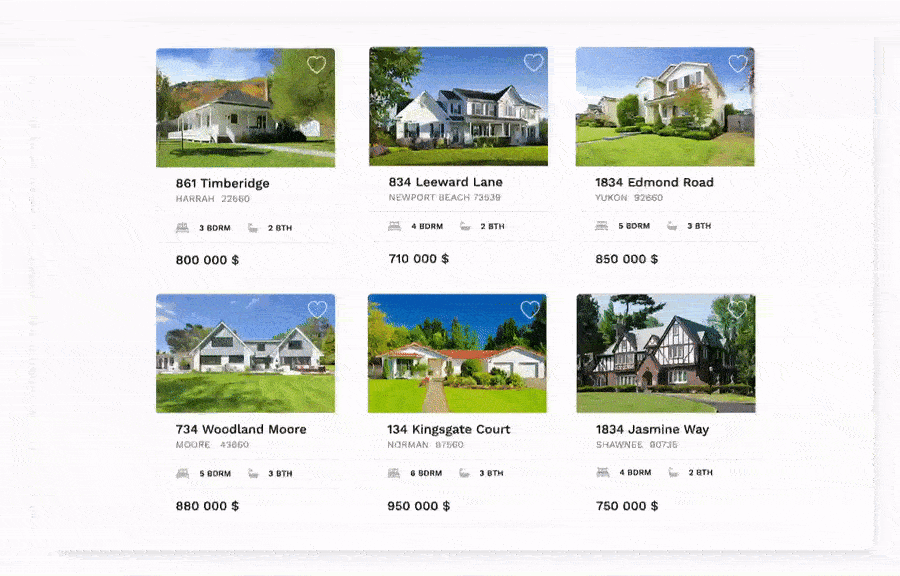 861 Timberidge
HARRAH 22660
3 BDRM 2 BTH
800 000 $
834 Leeward Lane
NEWPORT BEACH 73539
4 BDRM 2 BTH
710 000 $
1834 Edmond Road
YUKON 92660
5 BDRM 3 BTH
850 000 $
734 Woodland Moore
MOORE 43660
5 BDRM 3 BTH
880 000 $
134 Kingsgate Court
NORMAN 87560
6 BDRM 3 BTH
950 000 $
1834 Jasmine Way
SHAWNEE
4 BDRM 2 BTH
750 000 $